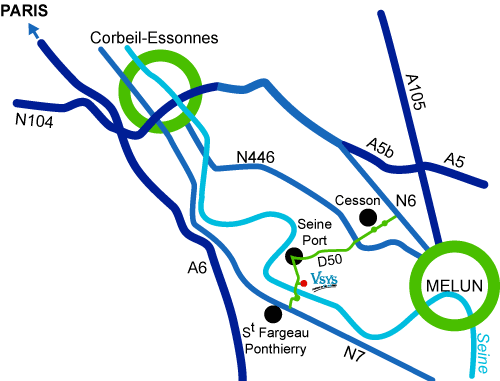 PARIS
Corbeil-Essonnes
N104
A105
A5b
A5
N446
Cesson
N6
Seine
Port
D50
VSYS
A6
MELUN
St Fargeau
Ponthierry
N7
Seine